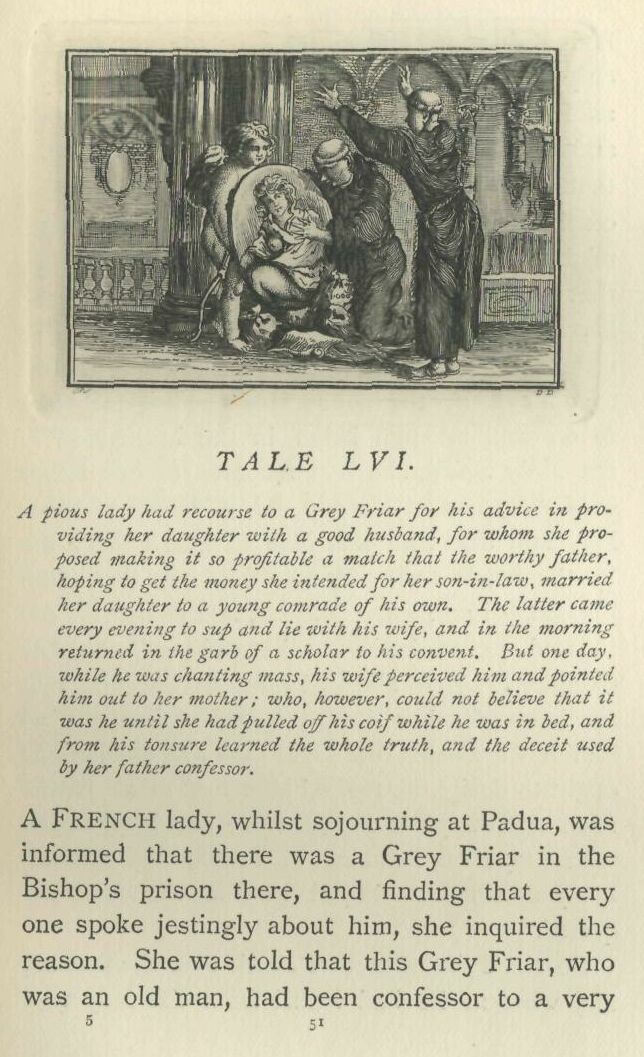 TALE LVI.
A pious lady had recourse to a Grey Friar for his advice in pro-
viding her daughter with a good husband, for whom she pro-
posed making it so profitable a match that the worthy father,
hoping to get the money she intended for her son-in-law, married
her daughter to a young comrade of his own. The latter came
every evening to sup and lie with his wife, and in the morning
returned in the garb of a scholar to his convent. But one day,
while he was chanting mass, his wife perceived him and pointed
him out to her mother; who, however, could not believe that it
was he until she had pulled off his coif while he was in bed, and
from his tonsure learned the whole truth, and the deceit used
by her father confessor.
A FRENCH lady, whilst sojourning at Padua, was
informed that there was a Grey Friar in the
Bishop's prison there, and finding that every
one spoke jestingly about him, she inquired the
reason. She was told that this Grey Friar, who
was an old man, had been confessor to a very
5 51